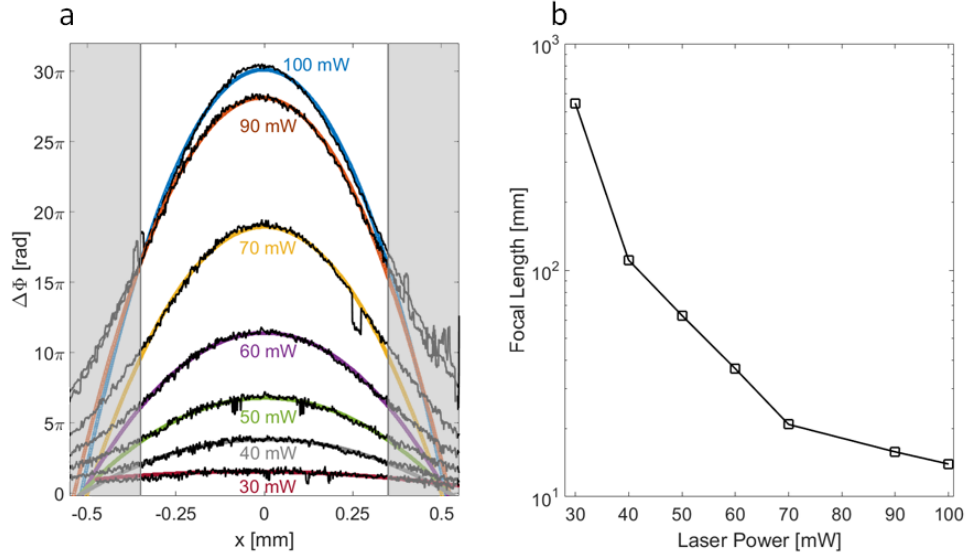 a
ΔΦ [rad]
30π
25π
20π
15π
10π
5π
0
100 mW
90 mW
70 mW
60 mW
50 mW
40 mW
30 mW
-0.5
-0.25
0
0.25
0.5
x [mm]
b
Focal Length [mm]
10³
10²
10¹
30
40
50
60
70
80
90
100
Laser Power [mW]